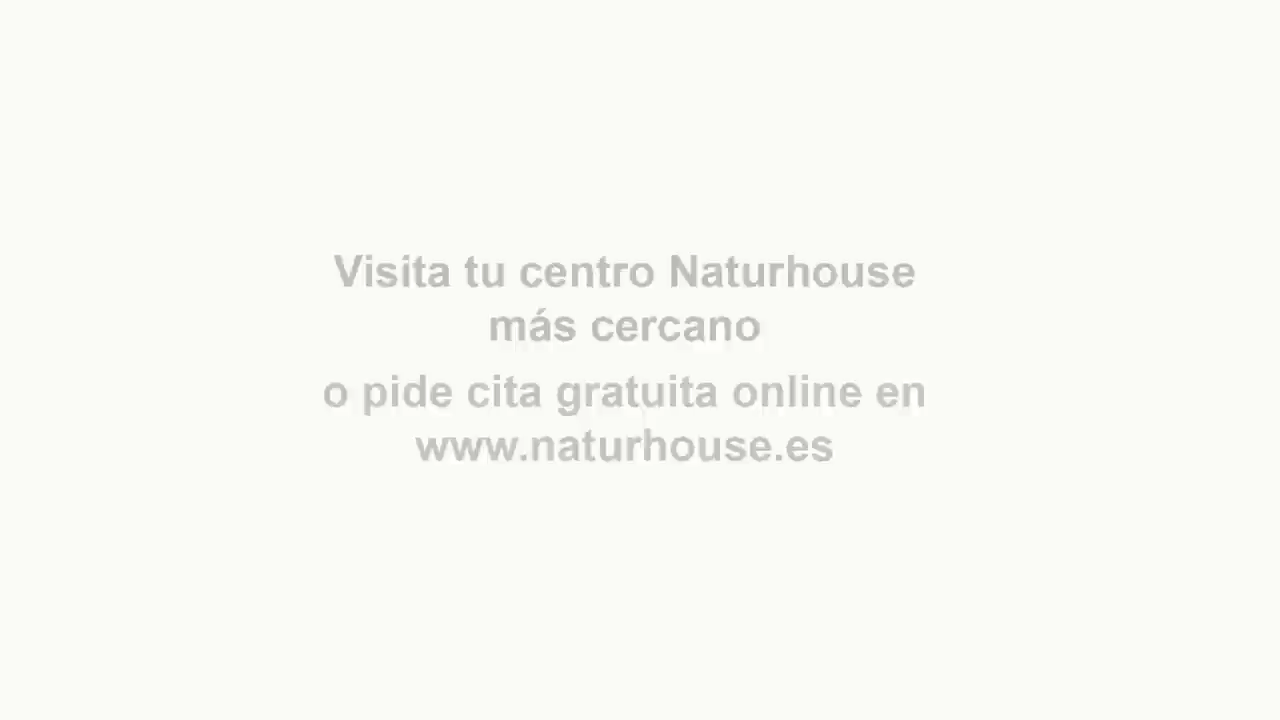 Visita tu centro Naturhouse
más cercano
o pide cita gratuita online en
www.naturhouse.es